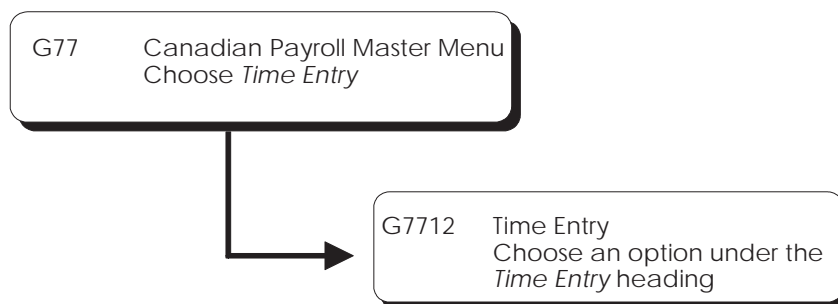 G77 Canadian Payroll Master Menu
Choose Time Entry
G7712 Time Entry
Choose an option under the
Time Entry heading